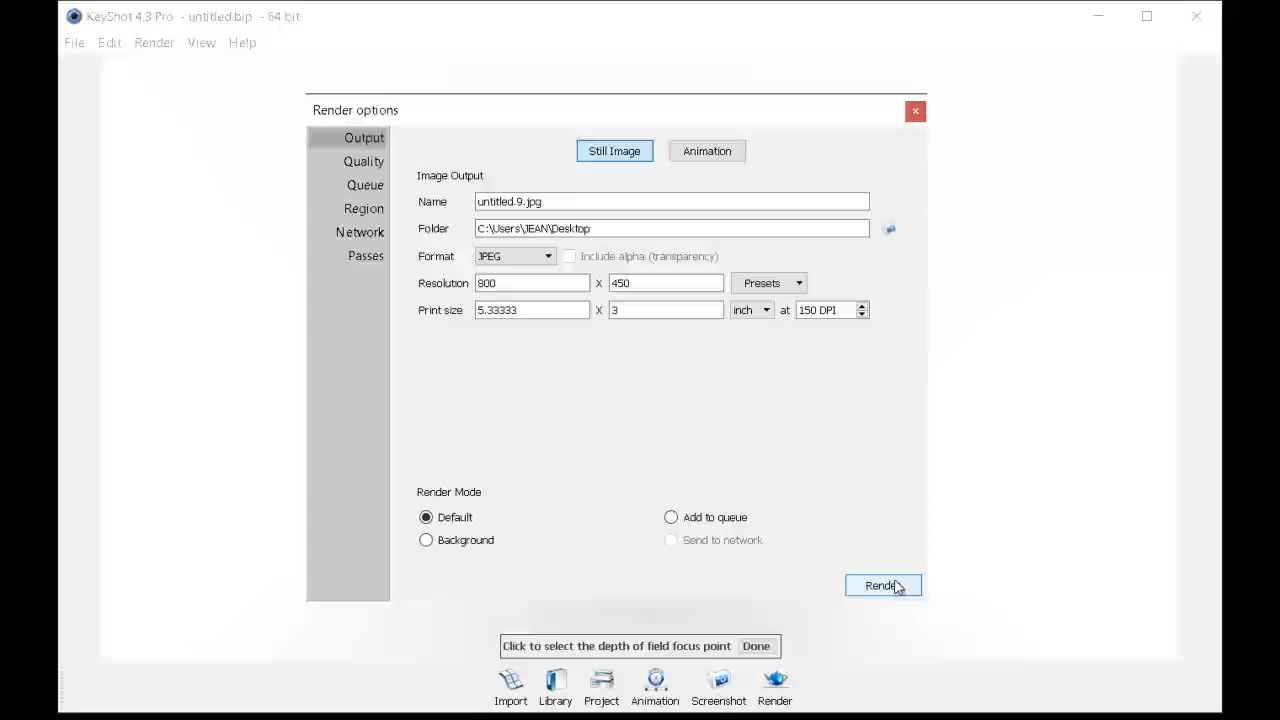 KeyShot 4.3 Pro - untitled.bip - 64 bit
File Edit Render View Help
Render options
Output
Quality
Queue
Region
Network
Passes
Still Image Animation
Image Output
Name untitled.9.jpg
Folder C:\Users\JEAN\Desktop
Format JPEG Include alpha (transparency)
Resolution 800 X 450 Presets
Print size 5.33333 X 3 inch at 150 DPI
Render Mode
Default Add to queue
Background Send to network
Render
Click to select the depth of field focus point Done
Import Library Project Animation Screenshot Render